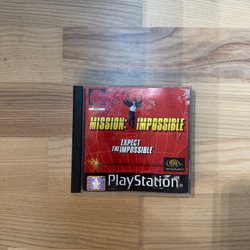 MISSION: IMPOSSIBLE
EXPECT
THE IMPOSSIBLE
PlayStation